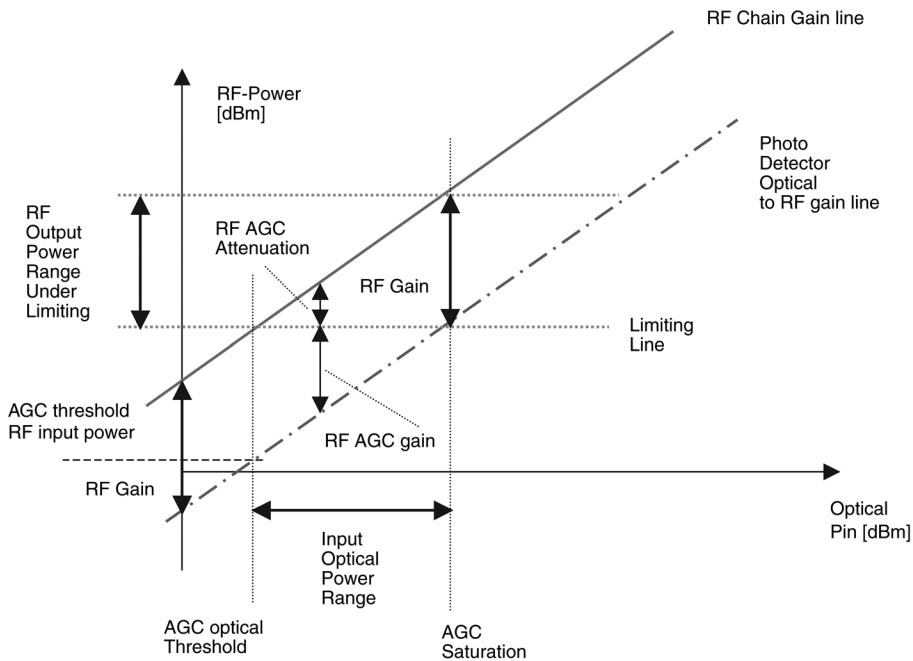 RF Chain Gain line
RF-Power
[dBm]
Photo
Detector
Optical
to RF gain line
RF
Output
Power
Range
Under
Limiting
RF AGC
Attenuation
RF Gain
Limiting
Line
AGC threshold
RF input power
RF AGC gain
RF Gain
Optical
Pin [dBm]
Input
Optical
Power
Range
AGC optical
Threshold
AGC
Saturation